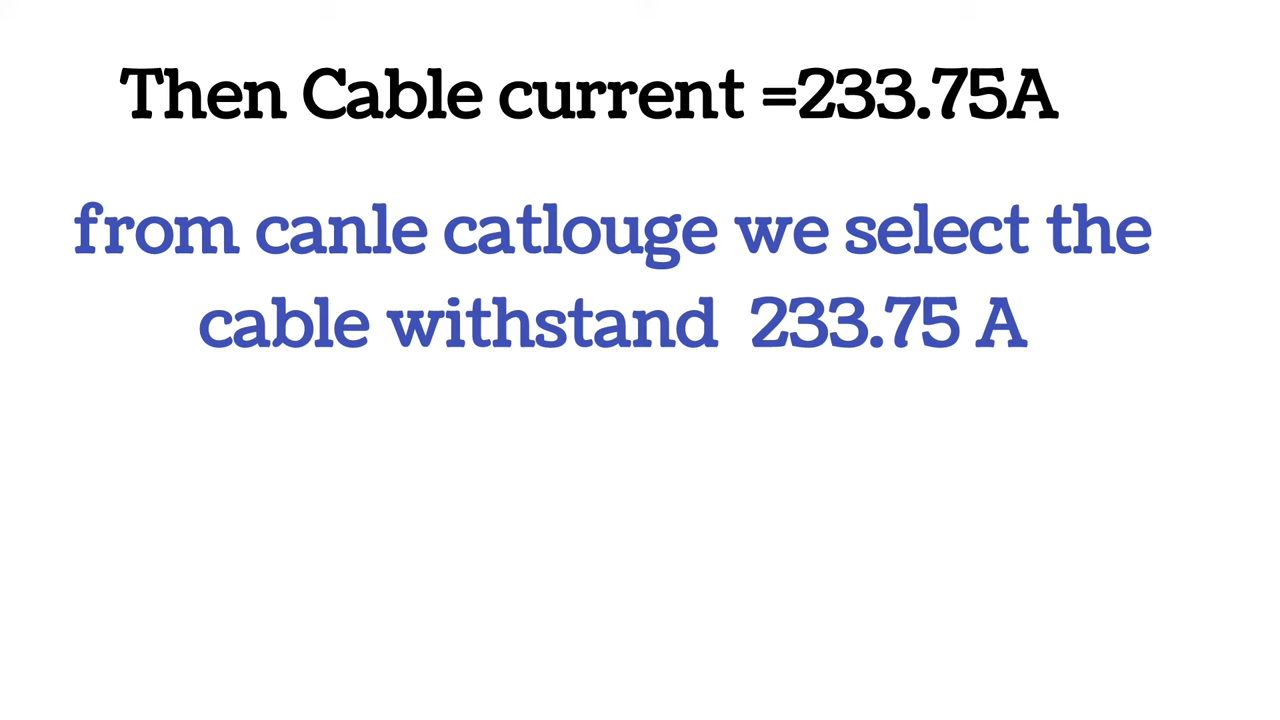 Then Cable current =233.75A
from canle catlouge we select the
cable withstand 233.75 A